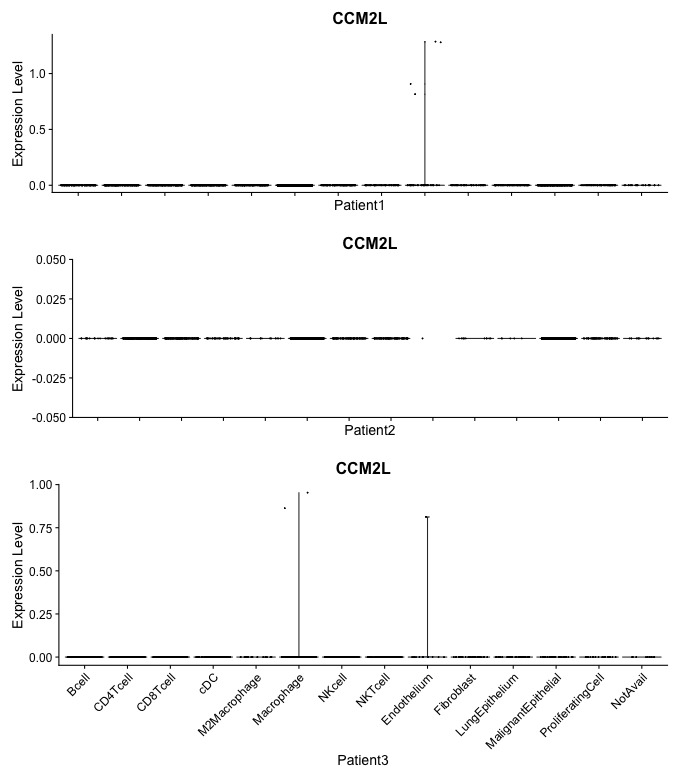 CCM2L
Expression Level
1.0
0.5
0.0
Patient1
CCM2L
Expression Level
0.050
0.025
0.000
-0.025
-0.050
Patient2
CCM2L
Expression Level
1.00
0.75
0.50
0.25
0.00
Bcell
CD4Tcell
CD8Tcell
cDC
M2Macrophage
Macrophage
NKcell
NKTcell
Endothelium
Fibroblast
LungEpithelium
MalignantEpithelial
ProliferatingCell
NotAvail
Patient3